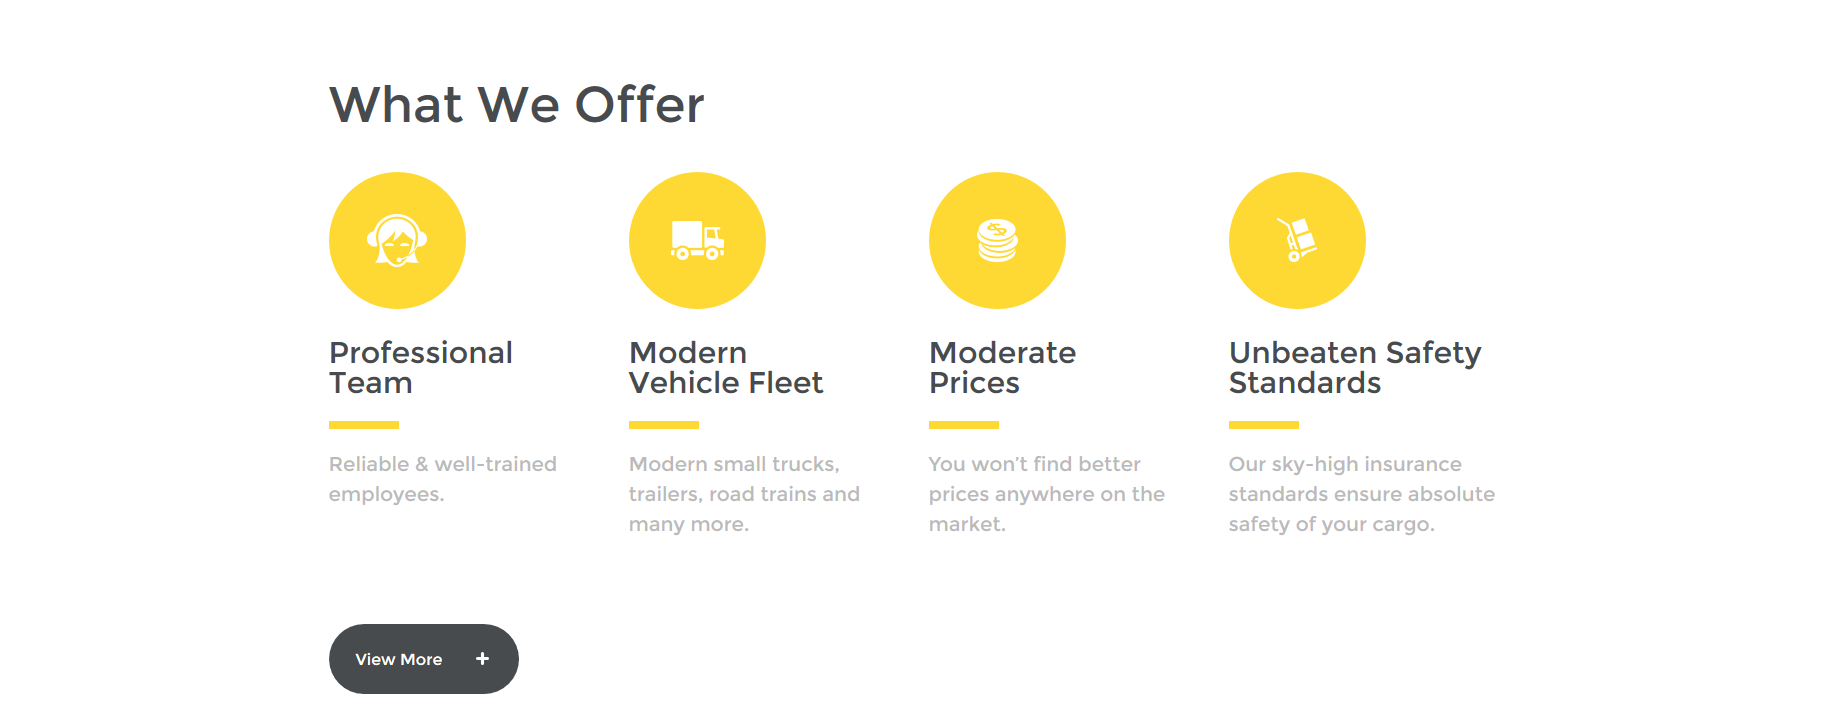 What We Offer
Professional
Team
Reliable & well-trained
employees.
Modern
Vehicle Fleet
Modern small trucks,
trailers, road trains and
many more.
Moderate
Prices
You won’t find better
prices anywhere on the
market.
Unbeaten Safety
Standards
Our sky-high insurance
standards ensure absolute
safety of your cargo.
View More +